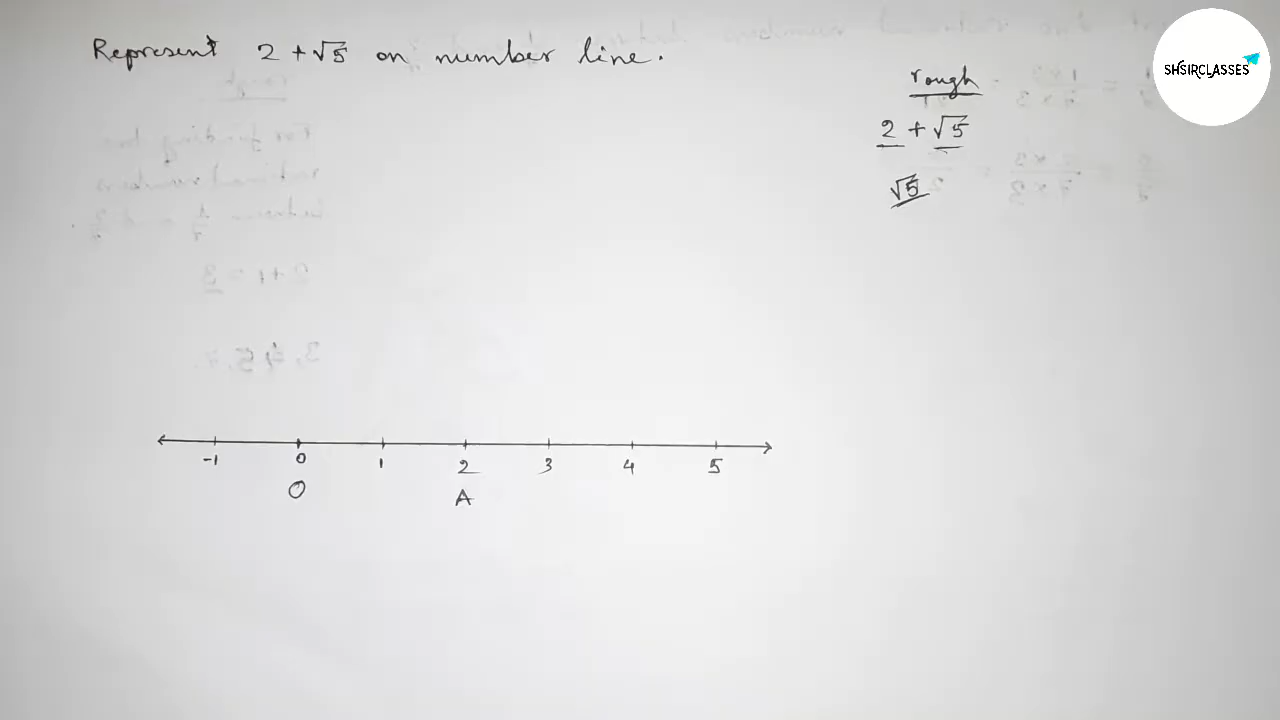 Represent 2 + √5 on number line.
SHSIRCLASSES
rough
2 + √5
√5
-1 0 1 2 3 4 5
O A